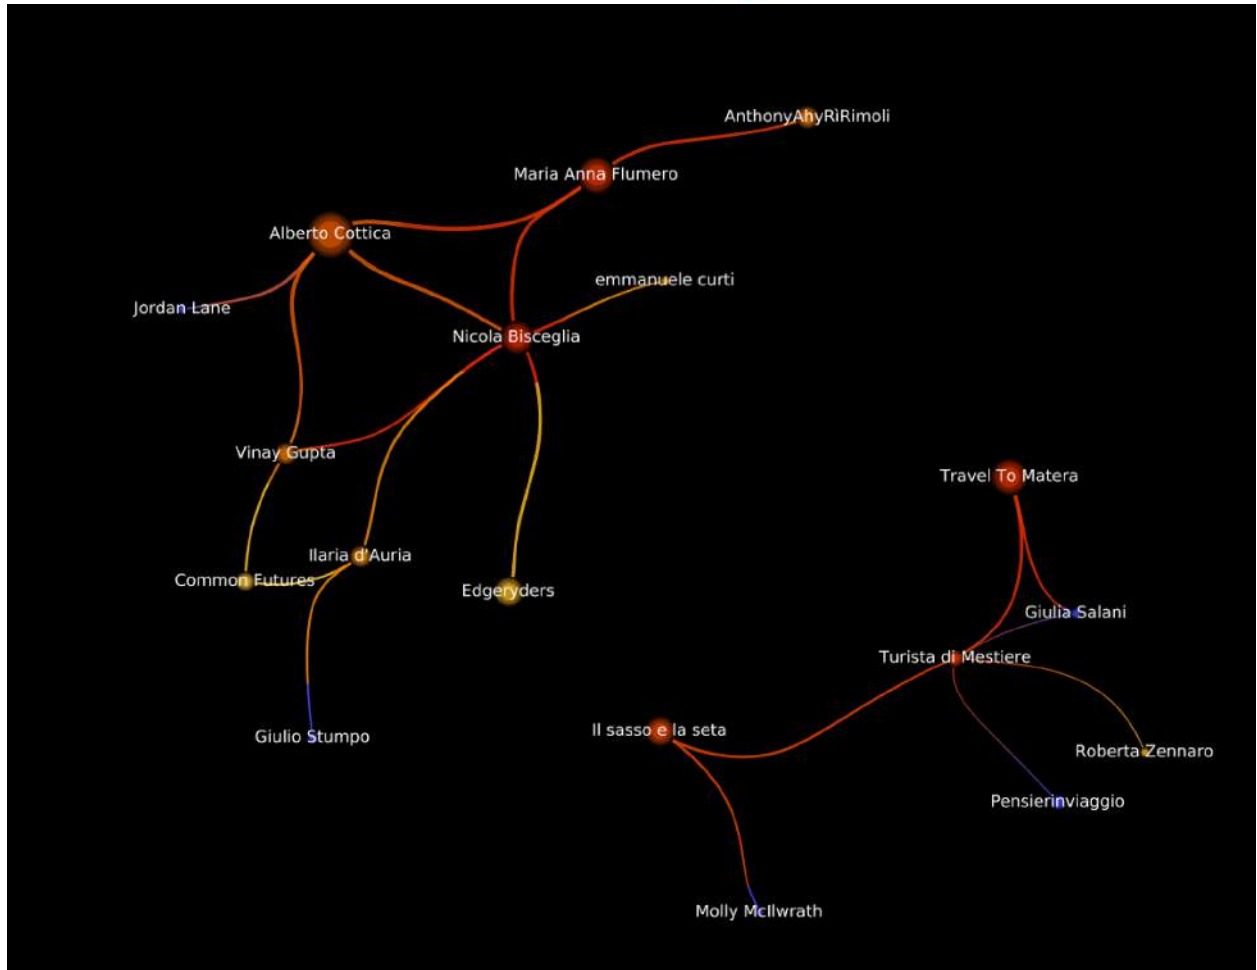 AnthonyAhyRìRimoli
Maria Anna Flumero
Alberto Cottica
emmanuele curti
Jordan Lane
Nicola Bisceglia
Vinay Gupta
Travel To Matera
Ilaria d'Auria
Common Futures
Edgeryders
Giulia Salani
Turista di Mestiere
Il sasso e la seta
Giulio Stumpo
Roberta Zennaro
Pensierinviaggio
Molly McIlwrath